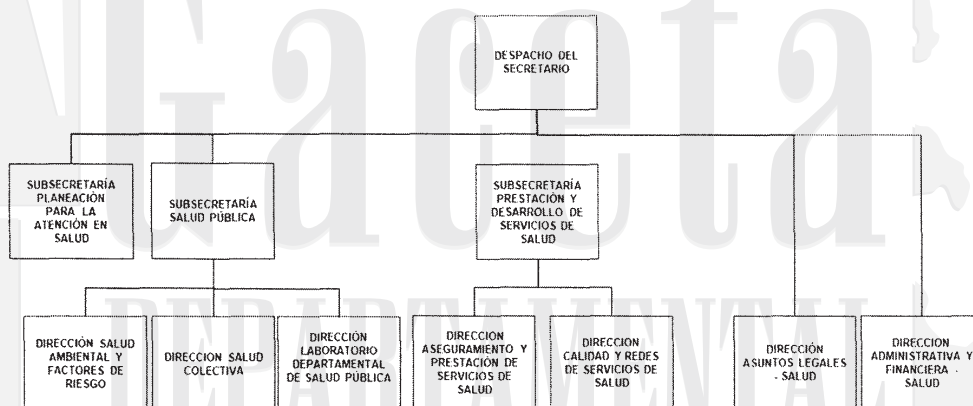 Gaceta
DEPARTAMENTAL
DESPACHO DEL
SECRETARIO
SUBSECRETARÍA
PLANEACIÓN
PARA LA
ATENCIÓN EN
SALUD
SUBSECRETARÍA
SALUD PÚBLICA
SUBSECRETARÍA
PRESTACIÓN Y
DESARROLLO DE
SERVICIOS DE
SALUD
DIRECCIÓN SALUD
AMBIENTAL Y
FACTORES DE
RIESGO
DIRECCION SALUD
COLECTIVA
DIRECCIÓN
LABORATORIO
DEPARTAMENTAL
DE SALUD PÚBLICA
DIRECCION
ASEGURAMIENTO Y
PRESTACIÓN DE
SERVICIOS DE
SALUD
DIRECCION
CALIDAD Y REDES
DE SERVICIOS DE
SALUD
DIRECCIÓN
ASUNTOS LEGALES
- SALUD
DIRECCION
ADMINISTRATIVA Y
FINANCIERA -
SALUD